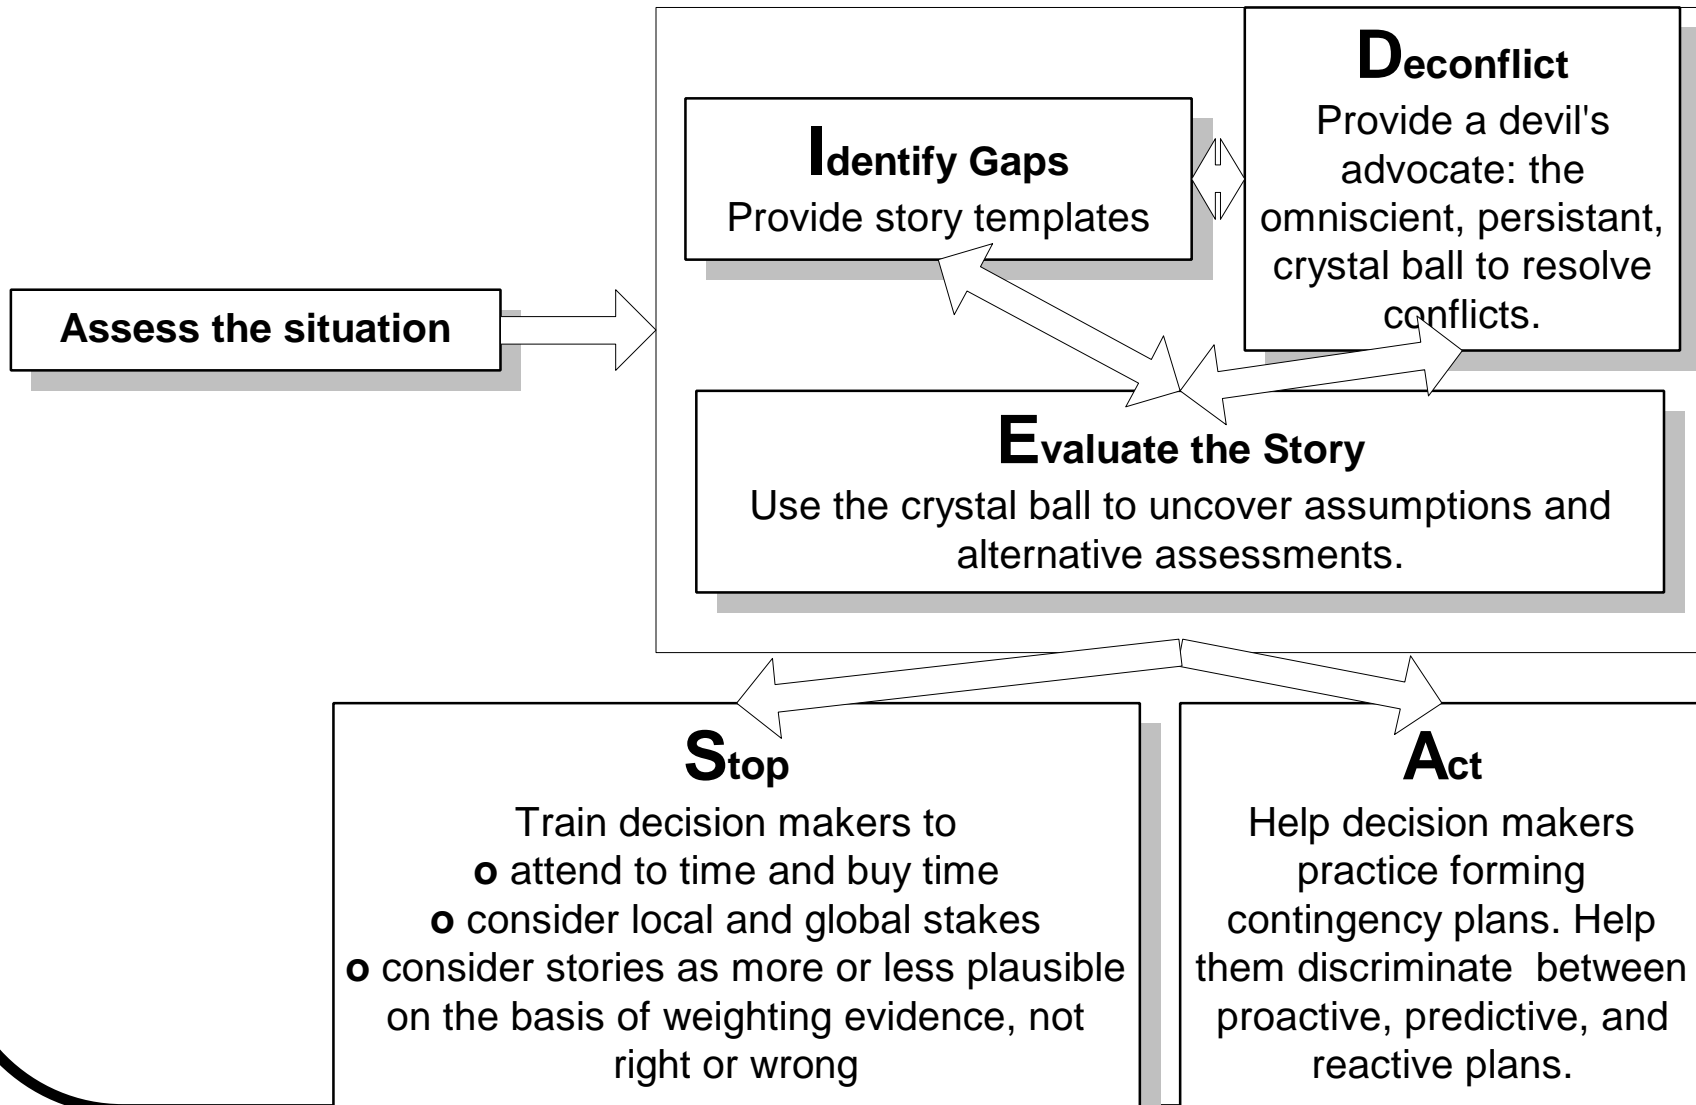 Assess the situation
Identify Gaps
Provide story templates
Deconflict
Provide a devil's
advocate: the
omniscient, persistant,
crystal ball to resolve
conflicts.
Evaluate the Story
Use the crystal ball to uncover assumptions and
alternative assessments.
Stop
Train decision makers to
o attend to time and buy time
o consider local and global stakes
o consider stories as more or less plausible
on the basis of weighting evidence, not
right or wrong
Act
Help decision makers
practice forming
contingency plans. Help
them discriminate  between
proactive, predictive, and
reactive plans.